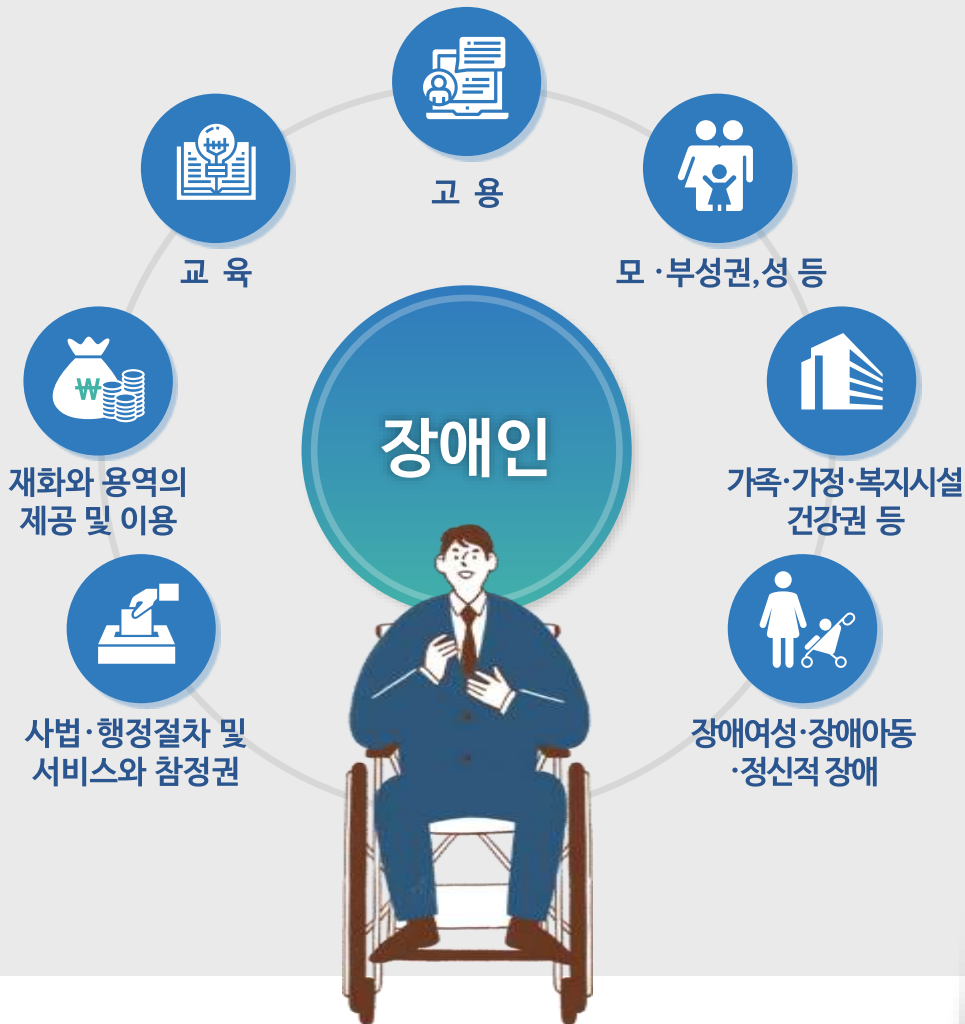 고 용
교 육
모 ·부성권,성 등
장애인
₩
재화와 용역의
제공 및 이용
가족·가정·복지시설
건강권 등
사법·행정절차 및
서비스와 참정권
장애여성·장애아동
·정신적 장애